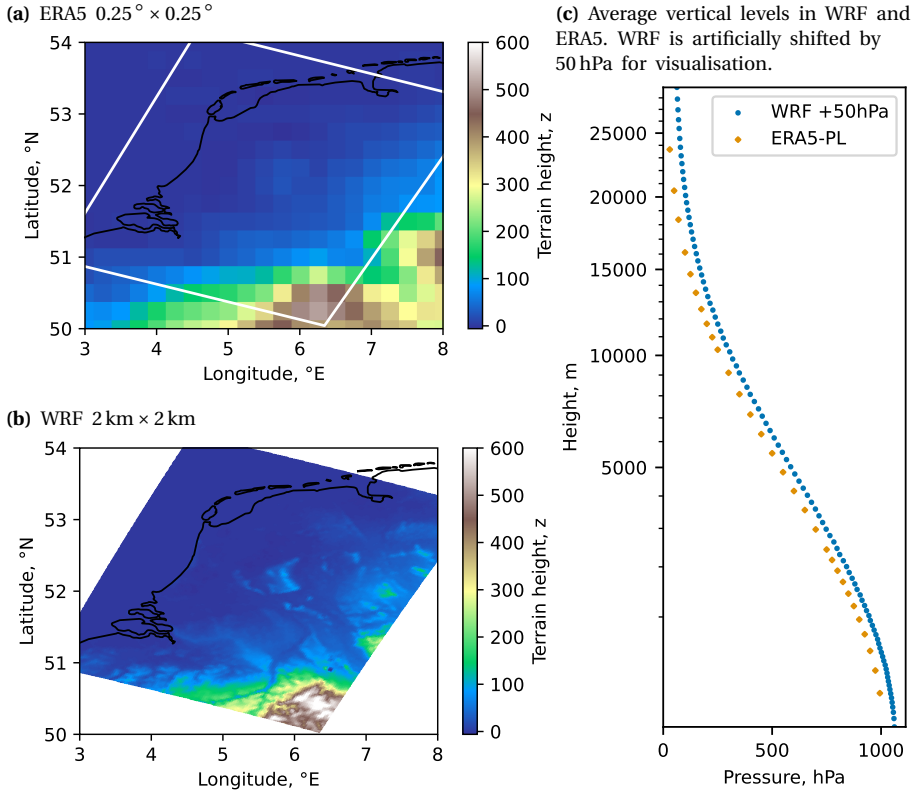 (a) ERA5 0.25° × 0.25°
54
53
52
51
50
Latitude, °N
3
4
5
6
7
8
Longitude, °E
600
500
400
300
200
100
0
Terrain height, z
(b) WRF 2 km × 2 km
54
53
52
51
50
Latitude, °N
3
4
5
6
7
8
Longitude, °E
600
500
400
300
200
100
0
Terrain height, z
(c) Average vertical levels in WRF and
ERA5. WRF is artificially shifted by
50 hPa for visualisation.
WRF +50hPa
ERA5-PL
25000
20000
15000
10000
5000
Height, m
0
500
1000
Pressure, hPa